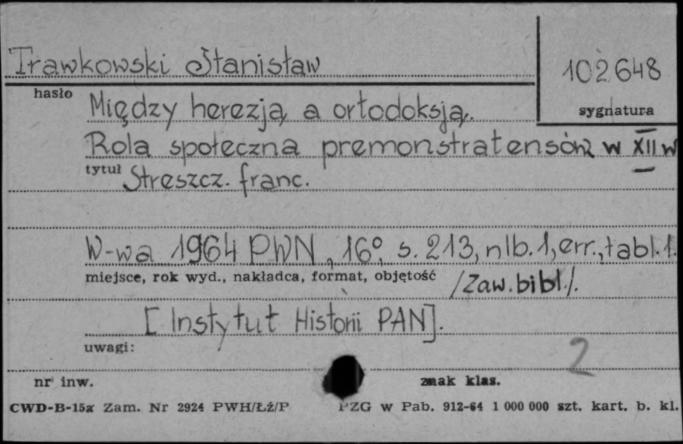 Trawkowski Stanisław
102648
hasło
sygnatura
Między herezją a ortodoksją.
Rola społeczna premonstratensów w XII w
tytuł
Streszcz. franc.
W-wa 1964 PWN, 16°, s. 213, nlb. 1, err., tabl. 1.
miejsce, rok wyd., nakładca, format, objętość
/Zaw. bibl./.
[Instytut Historii PAN].
uwagi:
2
nr inw.
znak klas.
CWD-B-15a Zam. Nr 2924 PWH/Łź/P
PZG w Pab. 912-64 1 000 000 szt. kart. b. kl.